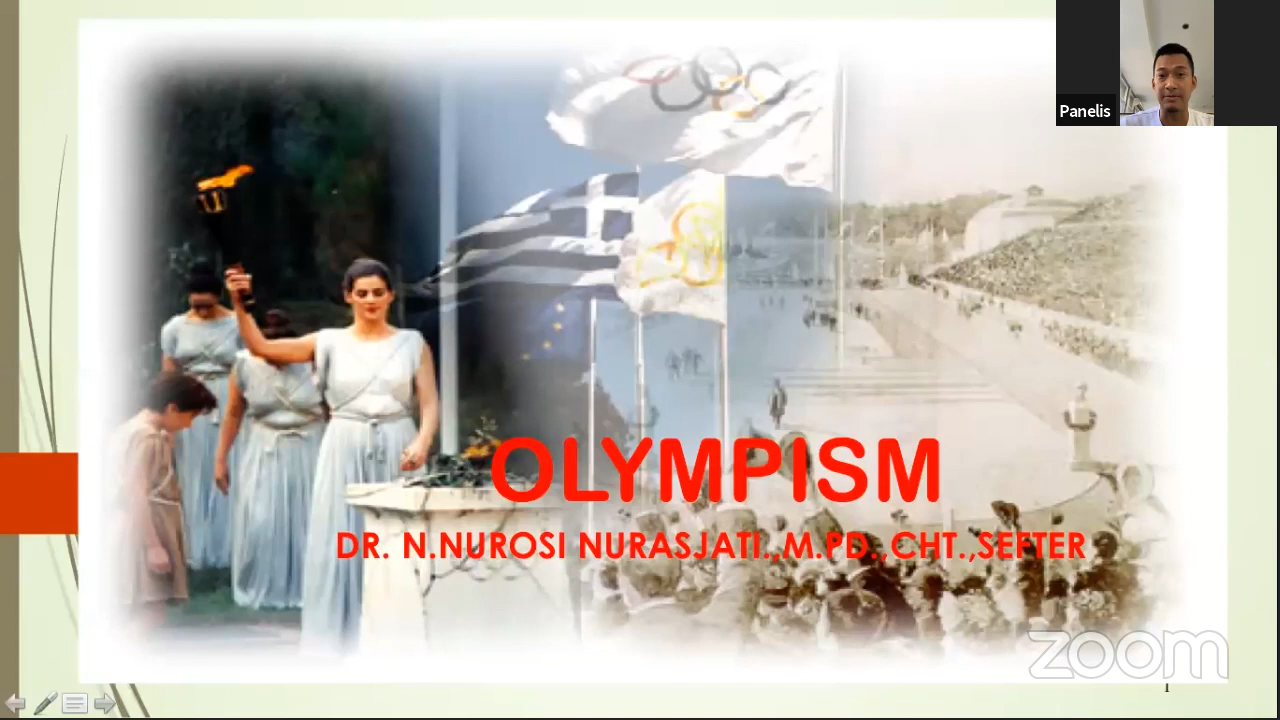 Panelis
OLYMPISM
DR. N.NUROSI NURASJATI.,M.PD.,CHT.,SEFTER
zoom
1